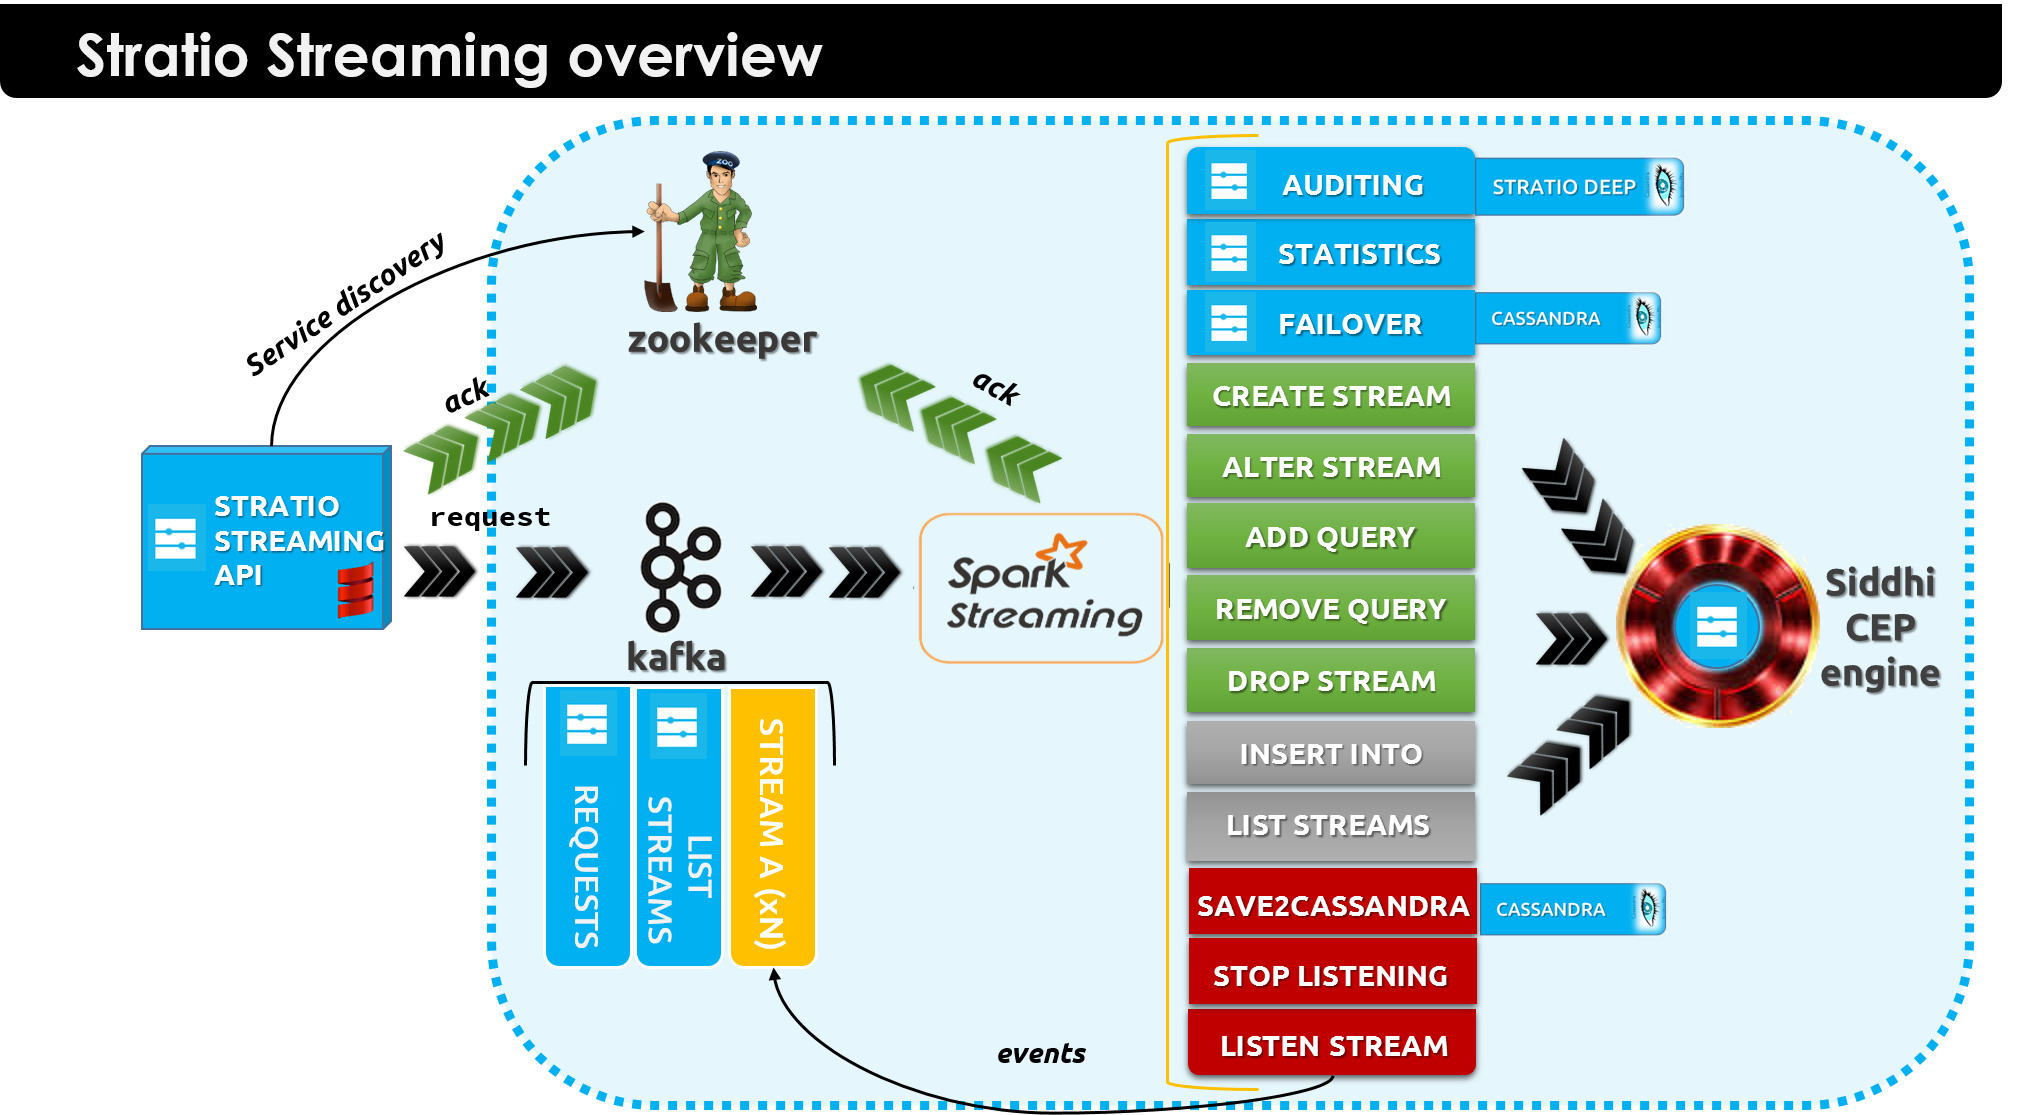 Stratio Streaming overview
ZOO
zookeeper
Service discovery
ack
ack
STRATIO
STREAMING
API
request
kafka
Spark
Streaming
REQUESTS
LIST
STREAMS
STREAM A (xN)
events
AUDITING
STRATIO DEEP
STATISTICS
FAILOVER
CASSANDRA
CREATE STREAM
ALTER STREAM
ADD QUERY
REMOVE QUERY
DROP STREAM
INSERT INTO
LIST STREAMS
SAVE2CASSANDRA
CASSANDRA
STOP LISTENING
LISTEN STREAM
Siddhi
CEP
engine